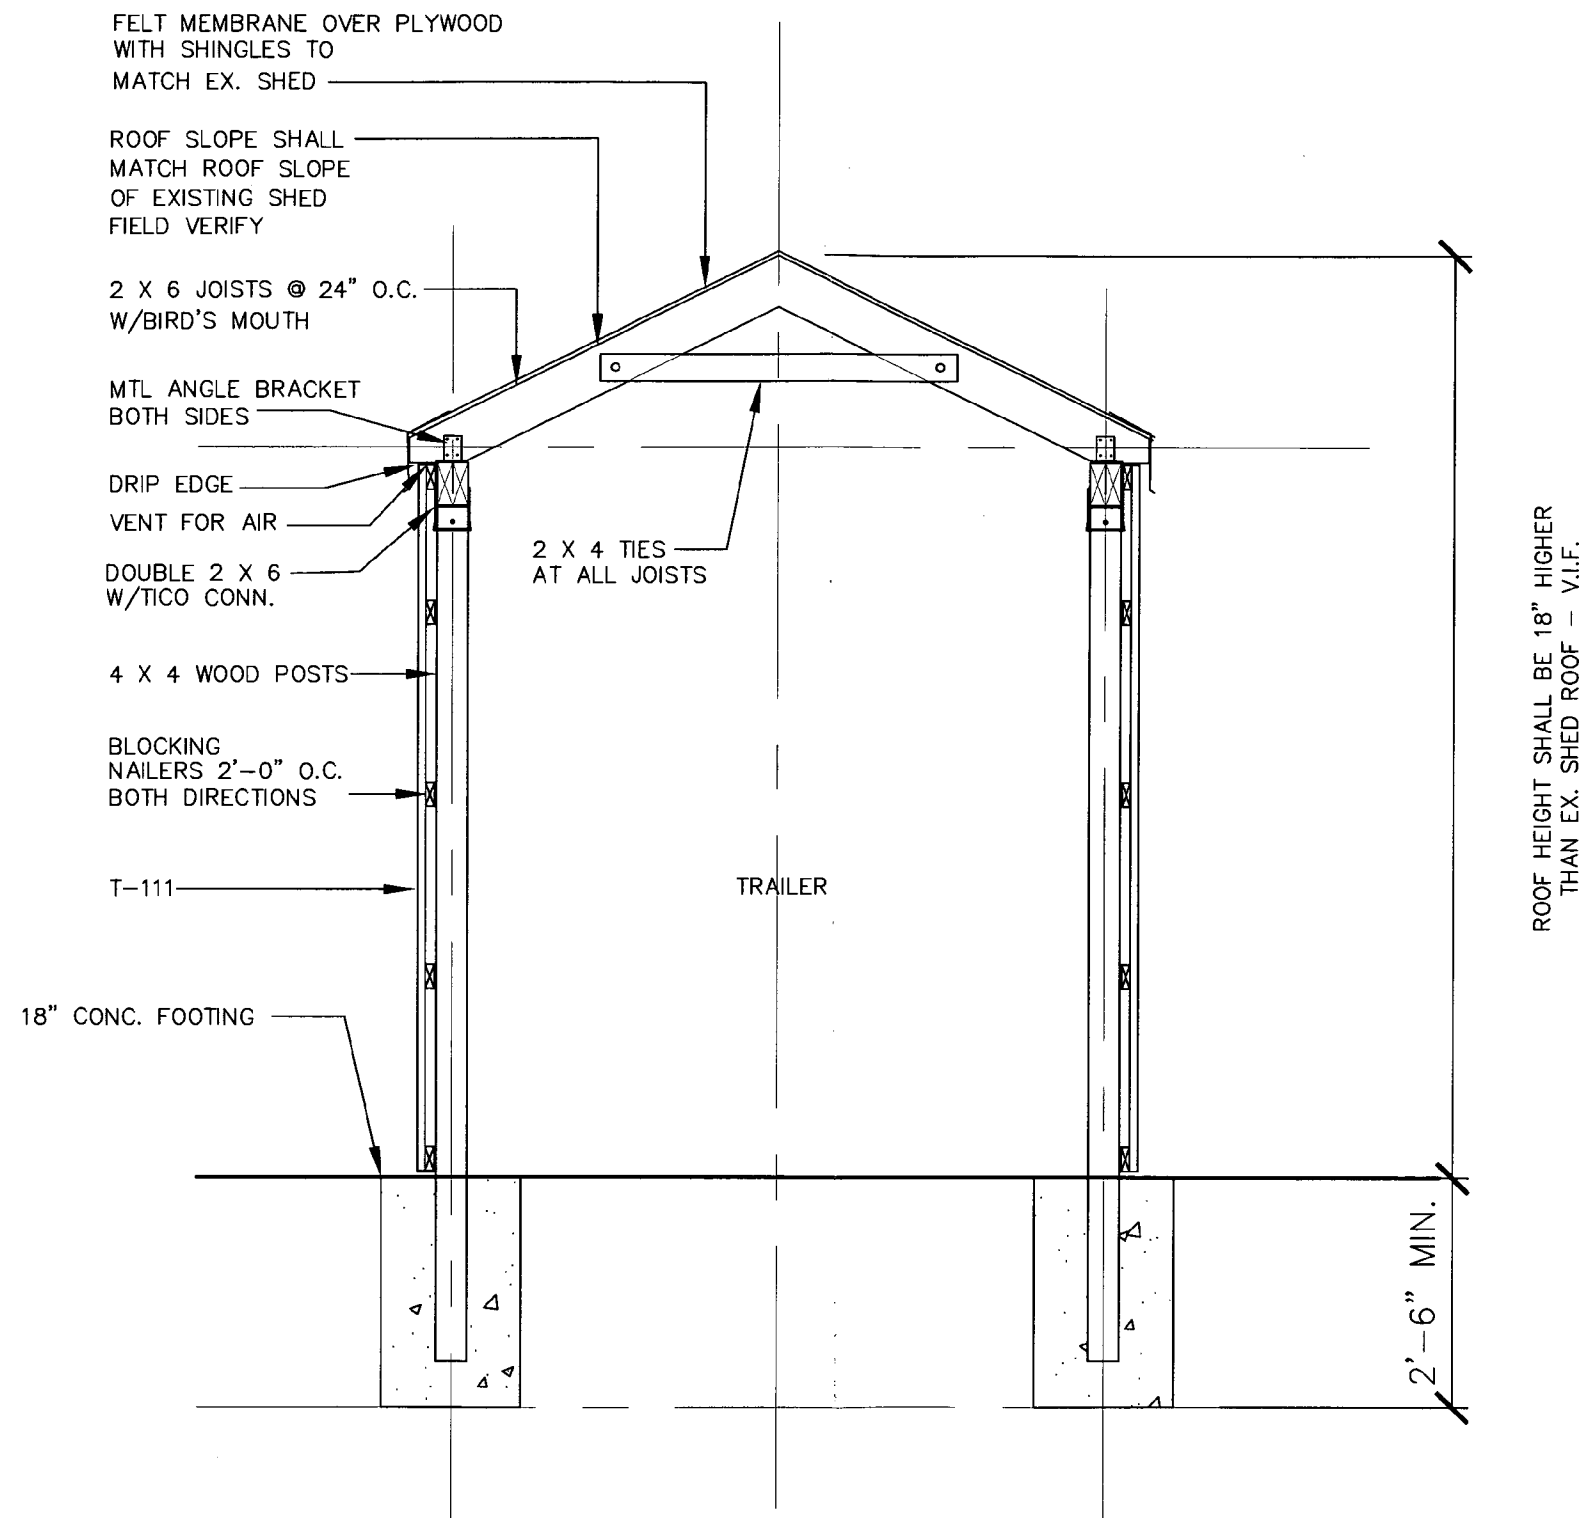 FELT MEMBRANE OVER PLYWOOD
WITH SHINGLES TO
MATCH EX. SHED
ROOF SLOPE SHALL
MATCH ROOF SLOPE
OF EXISTING SHED
FIELD VERIFY
2 X 6 JOISTS @ 24" O.C.
W/BIRD'S MOUTH
MTL ANGLE BRACKET
BOTH SIDES
DRIP EDGE
VENT FOR AIR
DOUBLE 2 X 6
W/TICO CONN.
2 X 4 TIES
AT ALL JOISTS
4 X 4 WOOD POSTS
BLOCKING
NAILERS 2'-0" O.C.
BOTH DIRECTIONS
T-111
TRAILER
18" CONC. FOOTING
ROOF HEIGHT SHALL BE 18" HIGHER
THAN EX. SHED ROOF - V.I.F.
2'-6" MIN.